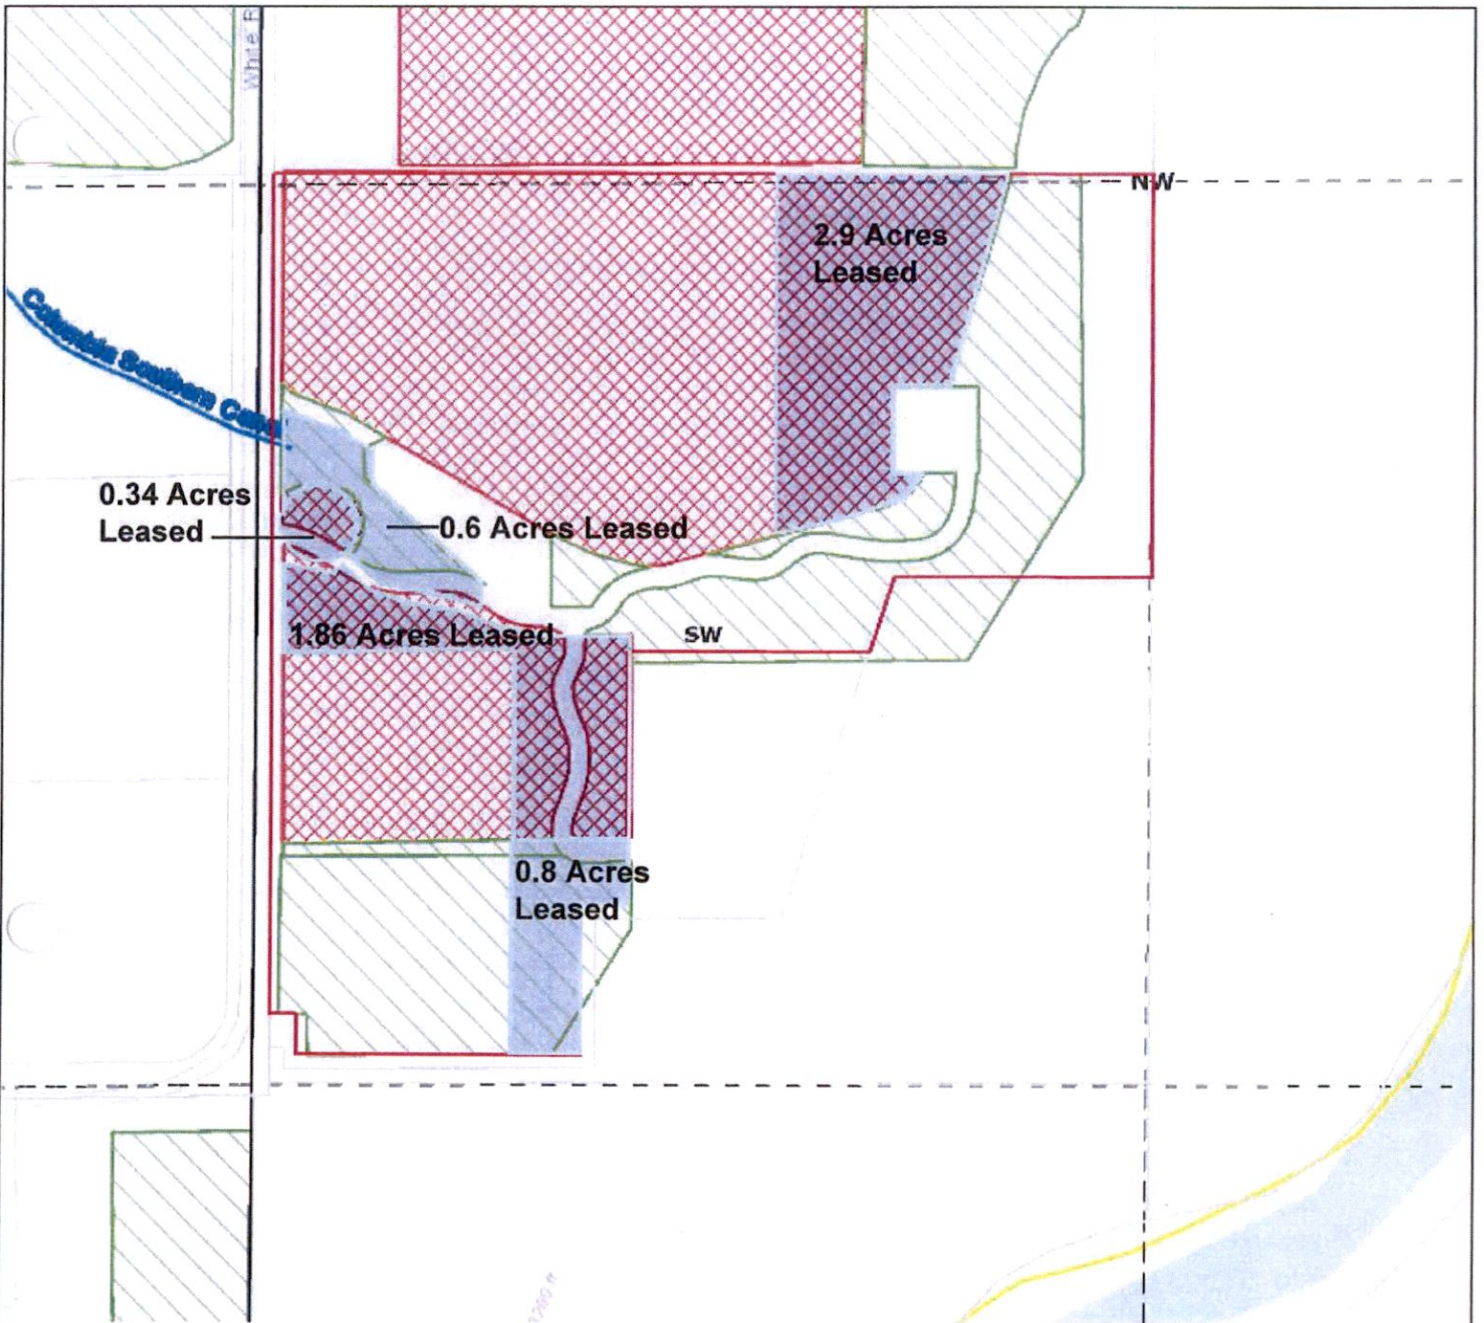 White R
NW
2.9 Acres
Leased
Columbia Southern Canal
0.34 Acres
Leased
0.6 Acres Leased
1.86 Acres Leased
SW
0.8 Acres
Leased